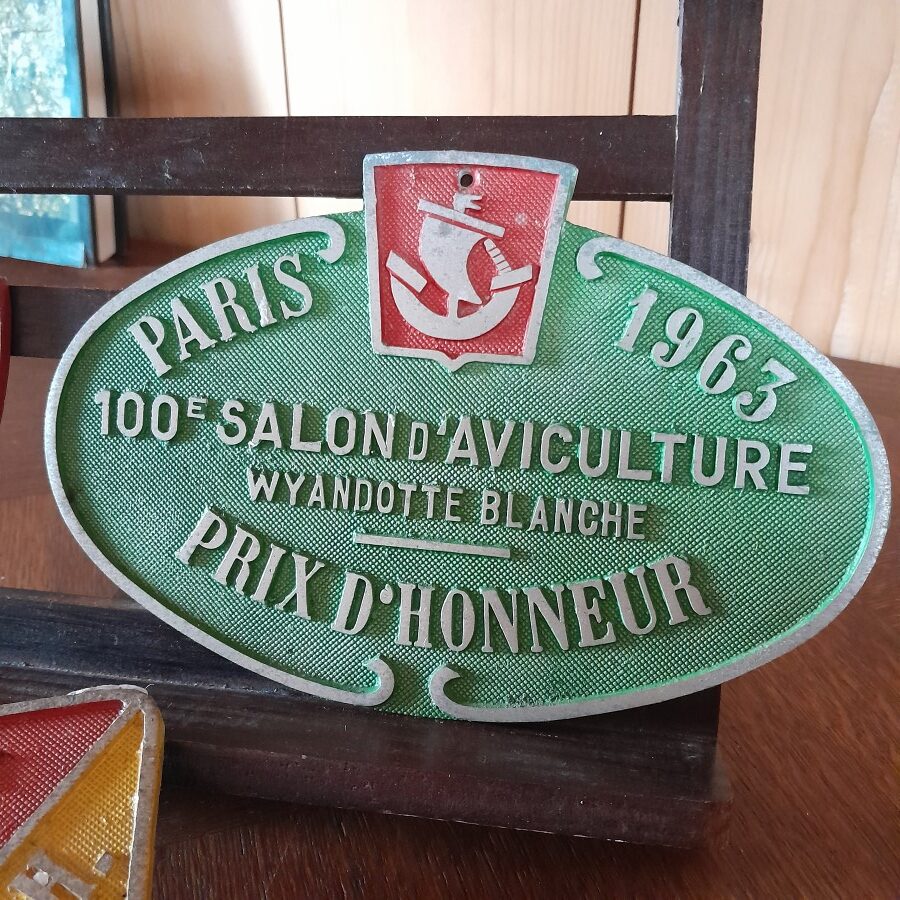 PARIS 1963
100E SALON D'AVICULTURE
WYANDOTTE BLANCHE
PRIX D'HONNEUR
H.